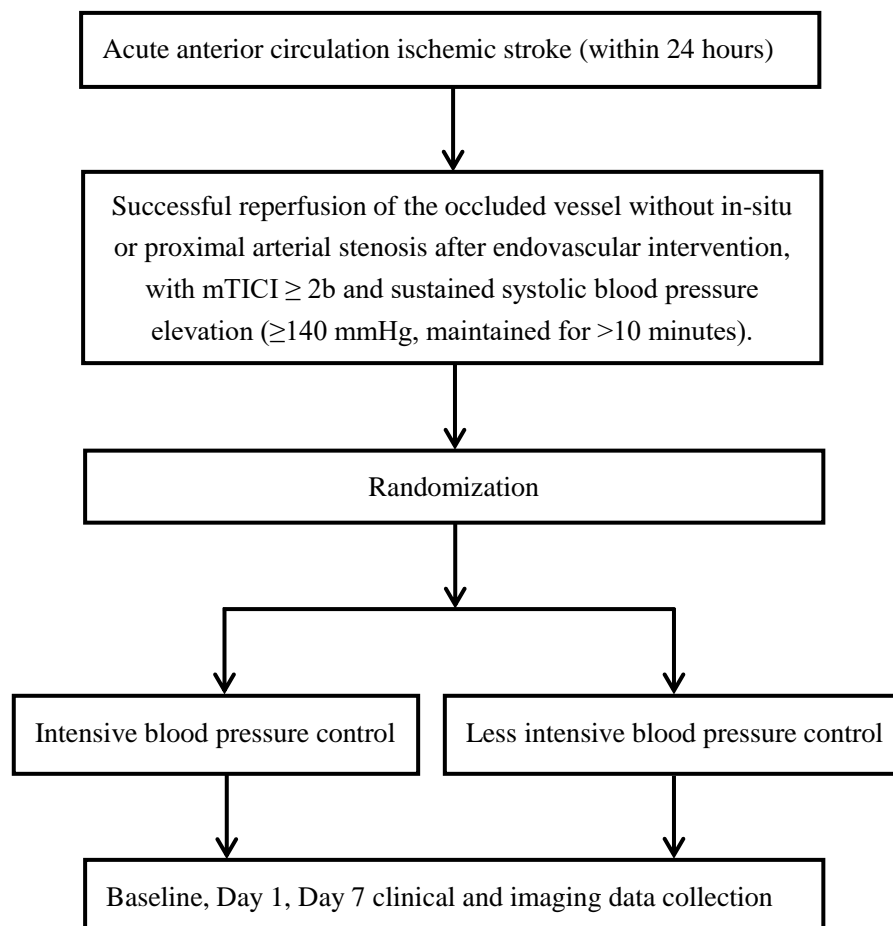 Acute anterior circulation ischemic stroke (within 24 hours)
Successful reperfusion of the occluded vessel without in-situ
or proximal arterial stenosis after endovascular intervention,
with mTICI ≥ 2b and sustained systolic blood pressure
elevation (≥140 mmHg, maintained for >10 minutes).
Randomization
Intensive blood pressure control
Less intensive blood pressure control
Baseline, Day 1, Day 7 clinical and imaging data collection